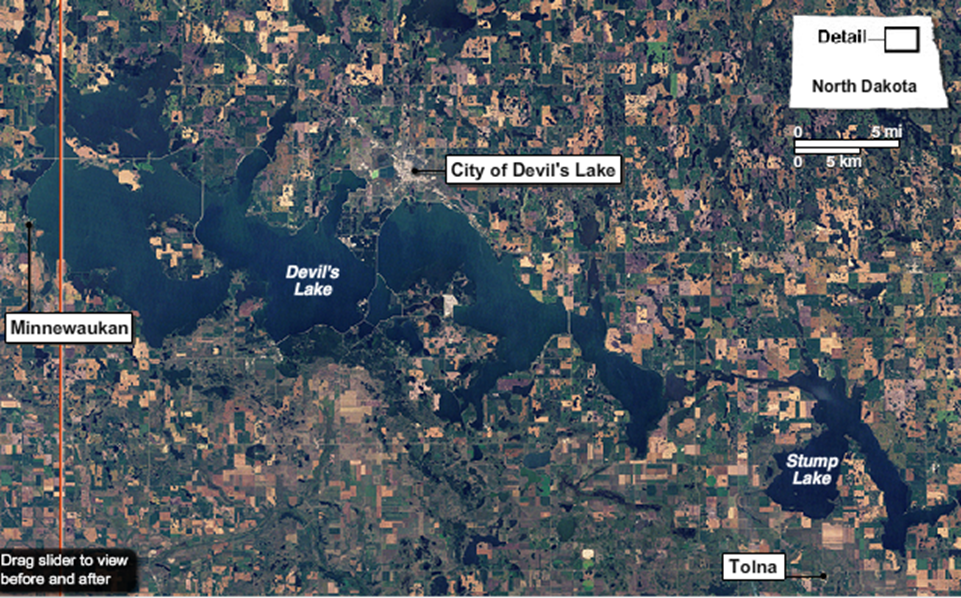 Detail
North Dakota
0 5 mi
0 5 km
City of Devil's Lake
Devil's
Lake
Minnewaukan
Stump
Lake
Tolna
Drag slider to view
before and after